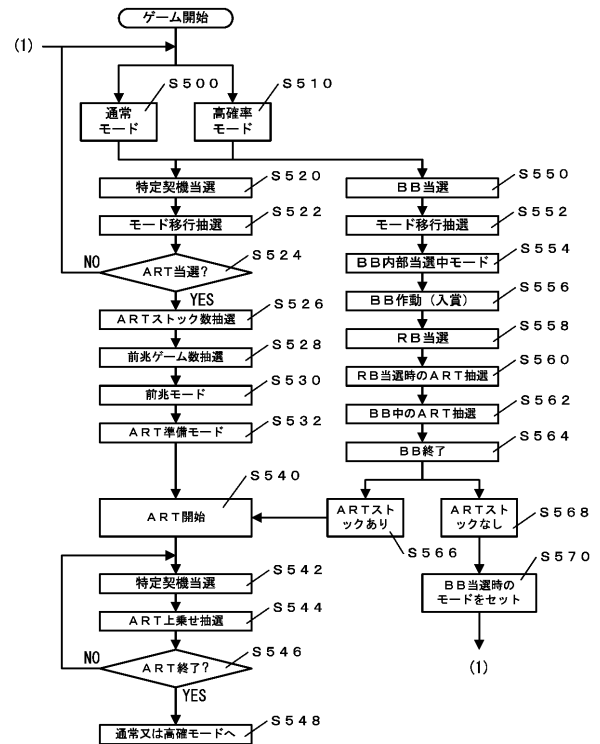 ゲーム開始
(1)
S500
S510
通常
モード
高確率
モード
S520
特定契機当選
S522
モード移行抽選
S524
NO
ART当選?
YES
S526
ARTストック数抽選
S528
前兆ゲーム数抽選
S530
前兆モード
S532
ART準備モード
S540
ART開始
S542
特定契機当選
S544
ART上乗せ抽選
S546
NO
ART終了?
YES
S548
通常又は高確モードへ
S550
BB当選
S552
モード移行抽選
S554
BB内部当選中モード
S556
BB作動(入賞)
S558
RB当選
S560
RB当選時のART抽選
S562
BB中のART抽選
S564
BB終了
ARTスト
ックあり
S566
ARTスト
ックなし
S568
S570
BB当選時の
モードをセット
(1)